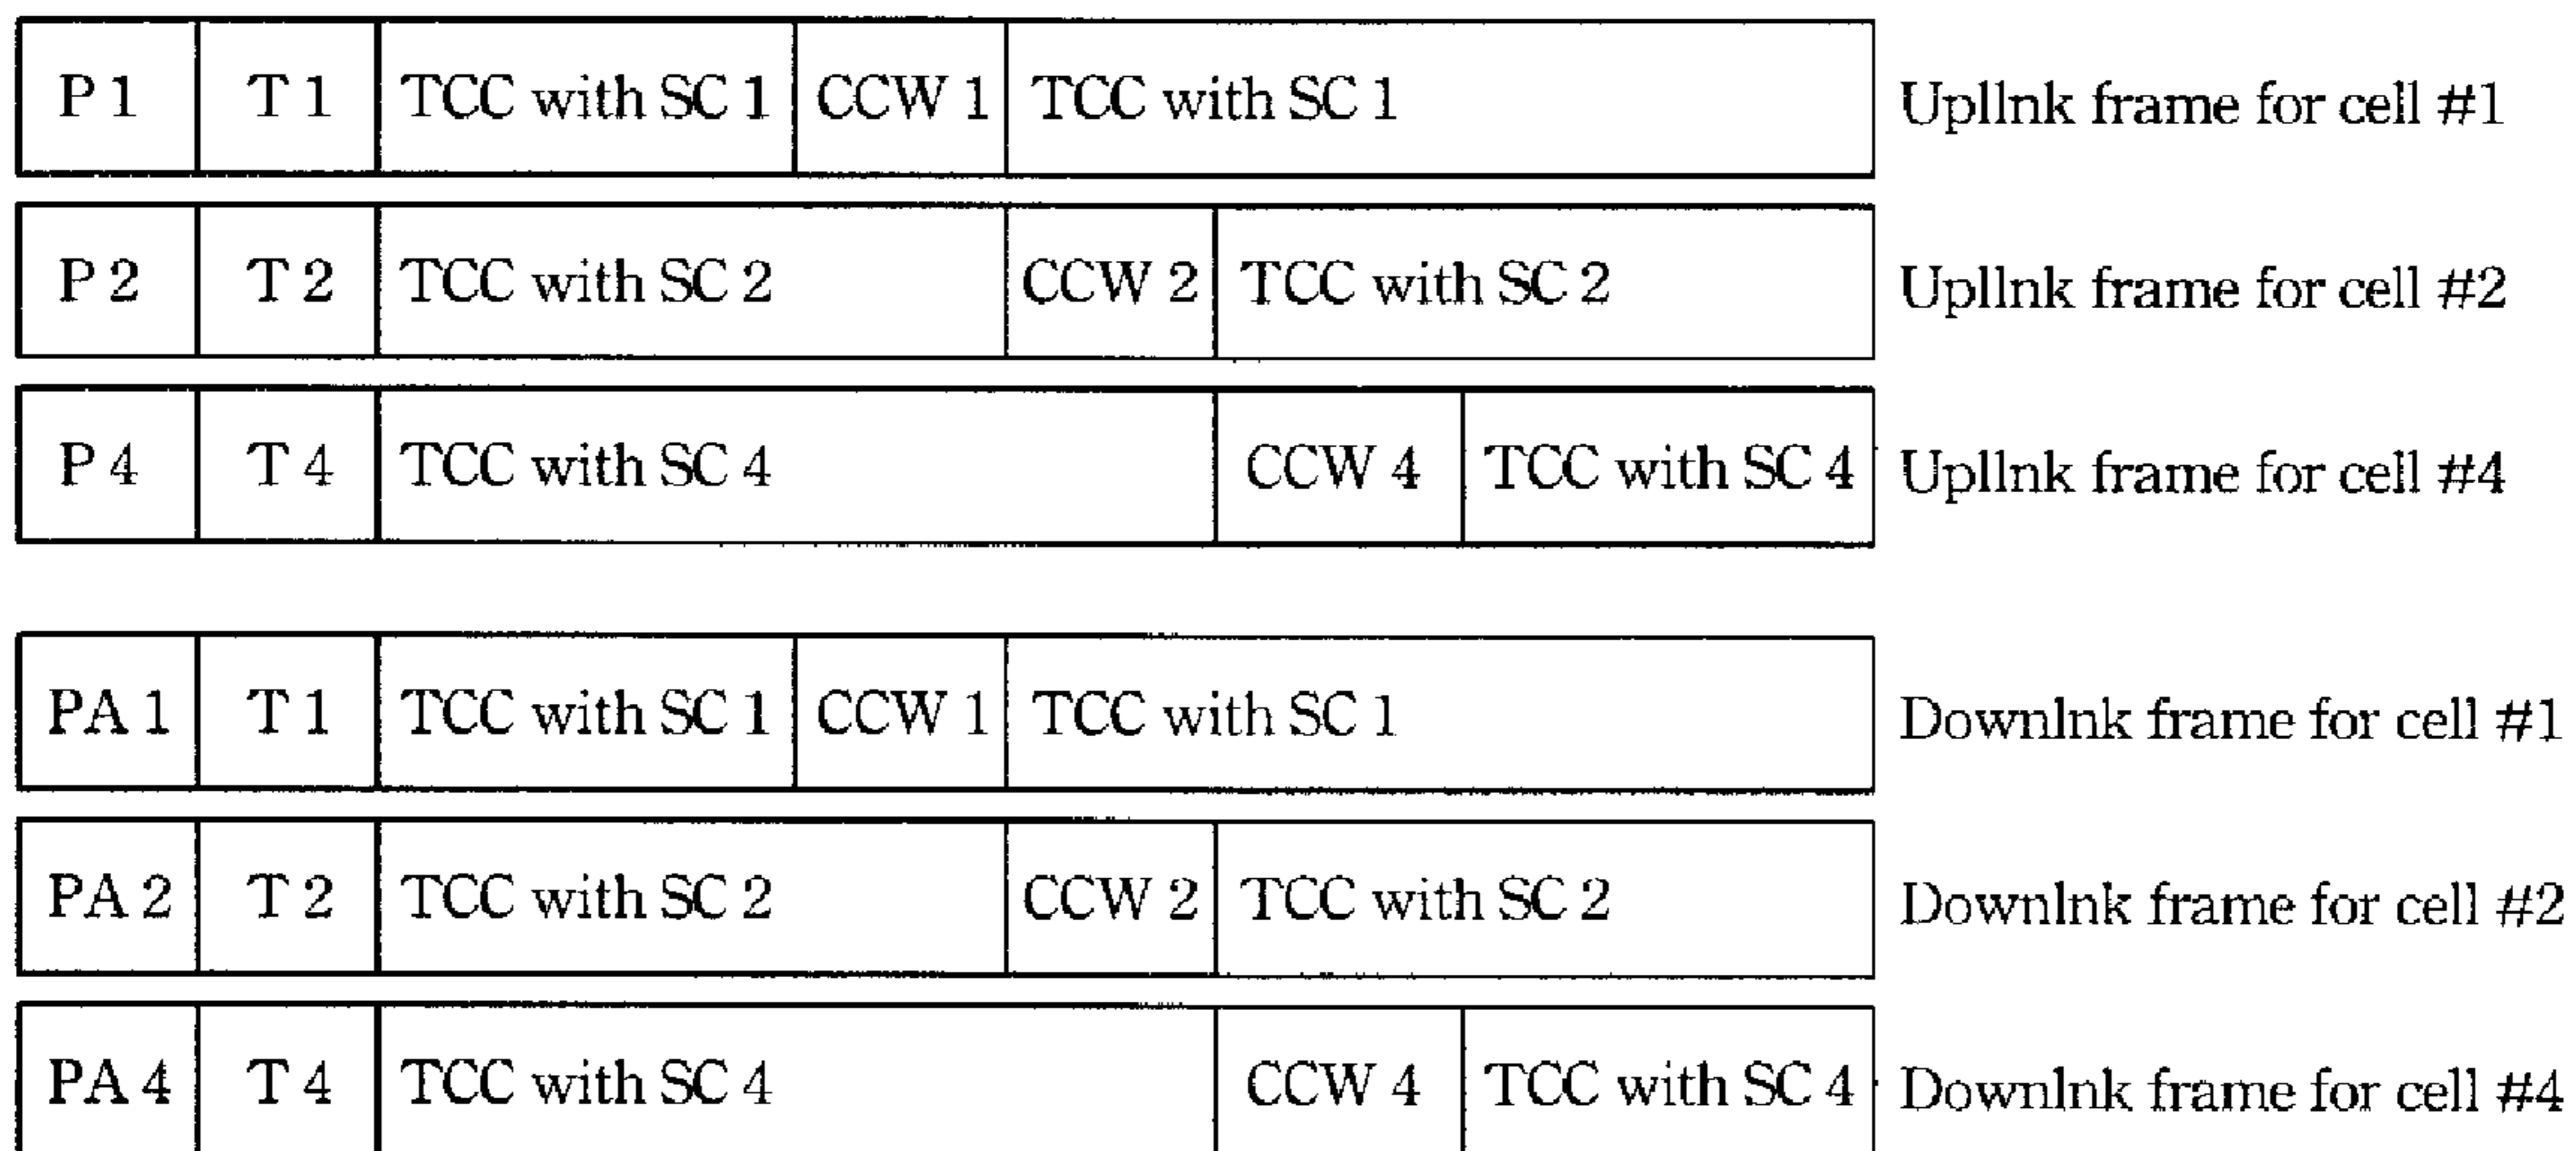 P 1 T 1 TCC with SC 1 CCW 1 TCC with SC 1 Upllnk frame for cell #1
P 2 T 2 TCC with SC 2 CCW 2 TCC with SC 2 Upllnk frame for cell #2
P 4 T 4 TCC with SC 4 CCW 4 TCC with SC 4 Upllnk frame for cell #4
PA 1 T 1 TCC with SC 1 CCW 1 TCC with SC 1 Downlnk frame for cell #1
PA 2 T 2 TCC with SC 2 CCW 2 TCC with SC 2 Downlnk frame for cell #2
PA 4 T 4 TCC with SC 4 CCW 4 TCC with SC 4 Downlnk frame for cell #4